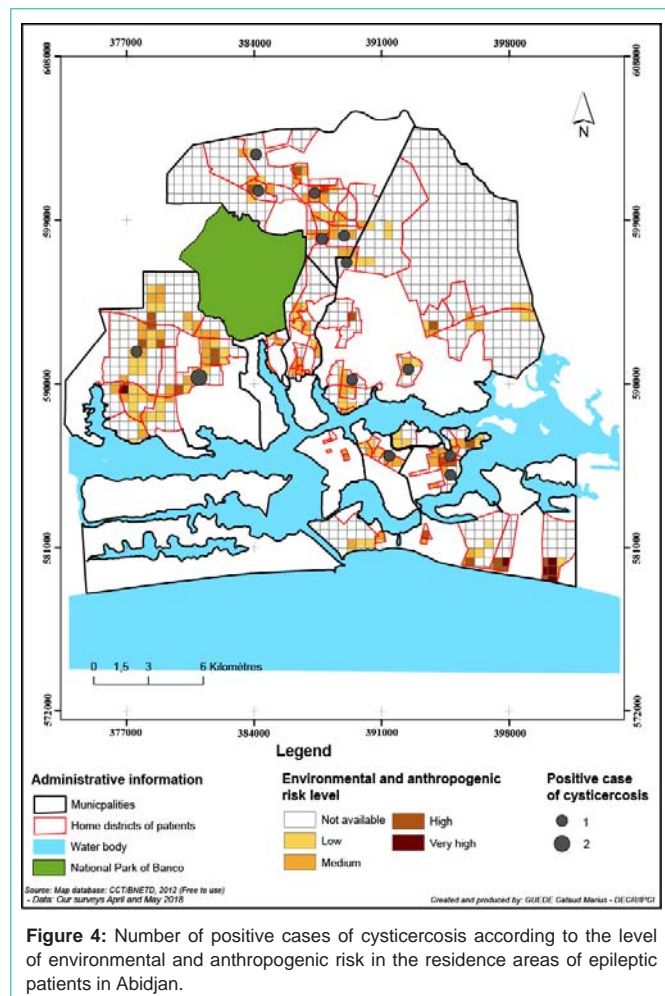 377000 384000 391000 398000
608000
N
599000 599000
590000 590000
581000 581000
0 1,5 3 6 Kilométres
572000 572000
377000 384000 391000 398000
Legend
Administrative information
Municpalities
Home districts of patients
Water body
National Park of Banco
Environmental and anthropogenic
risk level
Not available
Low
Medium
High
Very high
Positive case
of cysticercosis
1
2
Source: Map database: CCT/BNETD, 2012 (Free to use)
- Data: Our surveys April and May 2018
Created and produced by: GUEDE Cataud Marius - DEGR/IPCI
Figure 4: Number of positive cases of cysticercosis according to the level
of environmental and anthropogenic risk in the residence areas of epileptic
patients in Abidjan.